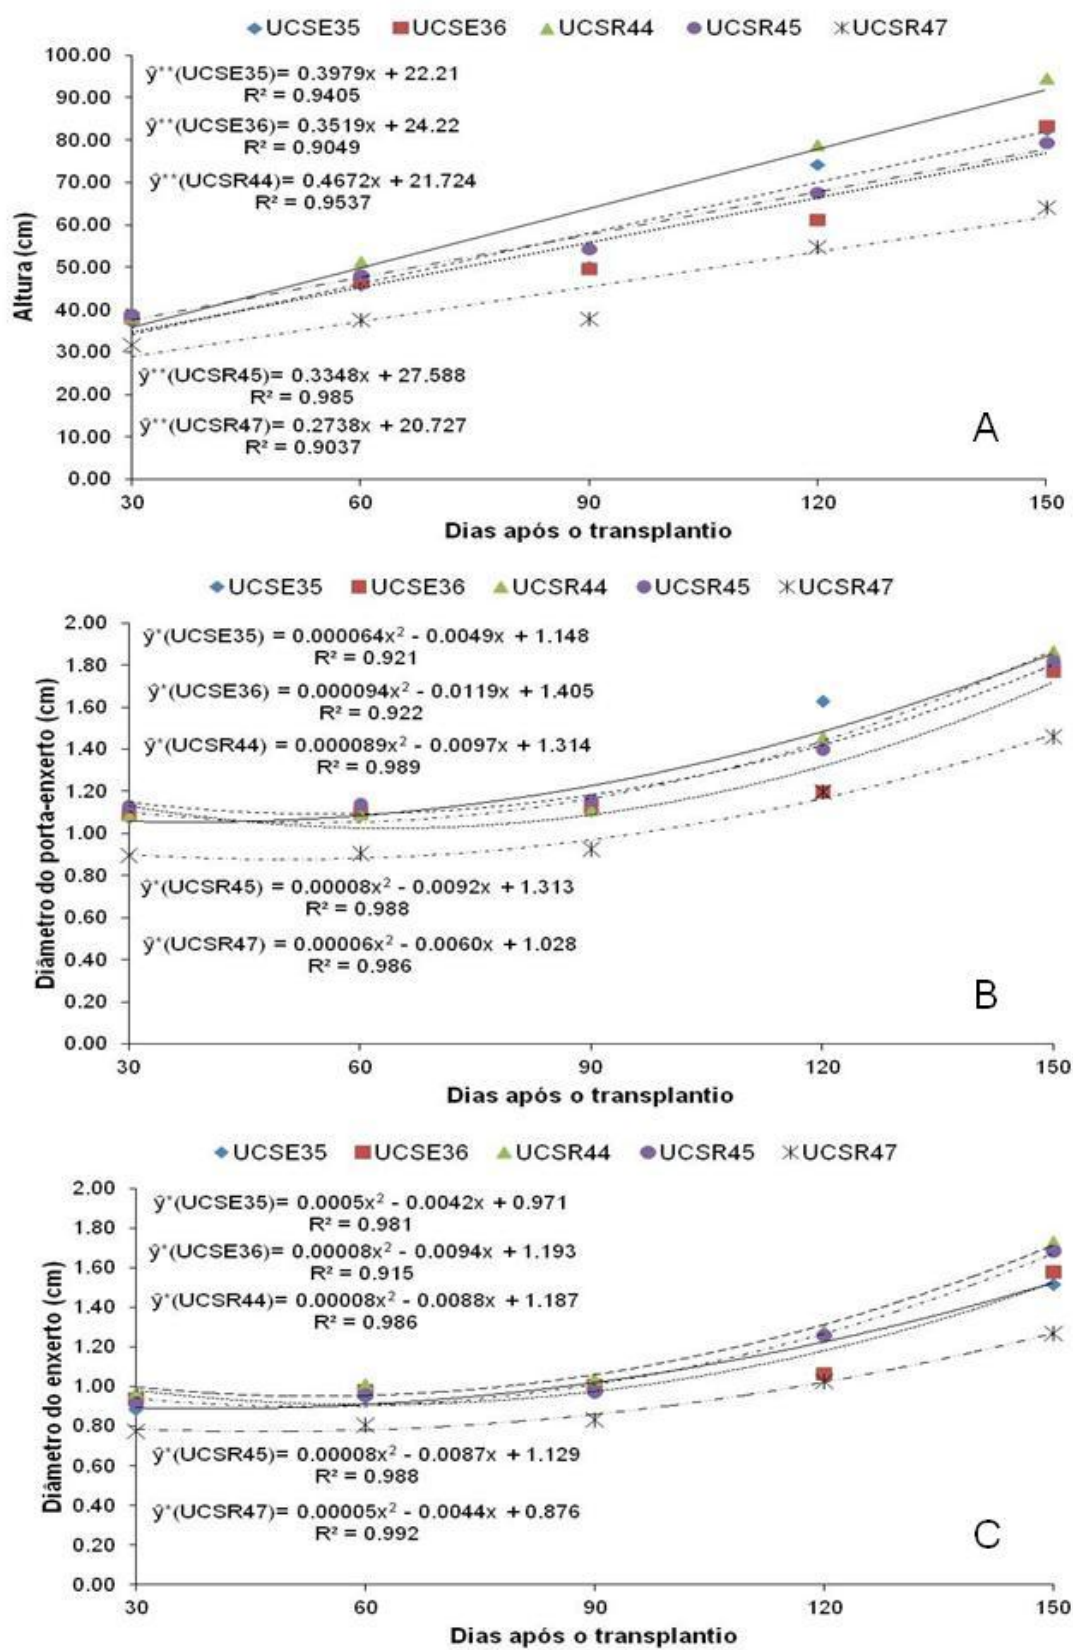 UCSE35 UCSE36 UCSR44 UCSR45 UCSR47
100.00
90.00
80.00
70.00
60.00
50.00
40.00
30.00
20.00
10.00
0.00
Altura (cm)
ŷ**(UCSE35)= 0.3979x + 22.21
R² = 0.9405
ŷ**(UCSE36)= 0.3519x + 24.22
R² = 0.9049
ŷ**(UCSR44)= 0.4672x + 21.724
R² = 0.9537
ŷ**(UCSR45)= 0.3348x + 27.588
R² = 0.985
ŷ**(UCSR47)= 0.2738x + 20.727
R² = 0.9037
A
30 60 90 120 150
Dias após o transplantio
UCSE35 UCSE36 UCSR44 UCSR45 UCSR47
2.00
1.80
1.60
1.40
1.20
1.00
0.80
0.60
0.40
0.20
0.00
Diâmetro do porta-enxerto (cm)
ŷ*(UCSE35) = 0.000064x² - 0.0049x + 1.148
R² = 0.921
ŷ*(UCSE36) = 0.000094x² - 0.0119x + 1.405
R² = 0.922
ŷ*(UCSR44) = 0.000089x² - 0.0097x + 1.314
R² = 0.989
ŷ*(UCSR45) = 0.00008x² - 0.0092x + 1.313
R² = 0.988
ŷ*(UCSR47) = 0.00006x² - 0.0060x + 1.028
R² = 0.986
B
30 60 90 120 150
Dias após o transplantio
UCSE35 UCSE36 UCSR44 UCSR45 UCSR47
2.00
1.80
1.60
1.40
1.20
1.00
0.80
0.60
0.40
0.20
0.00
Diâmetro do enxerto (cm)
ŷ*(UCSE35)= 0.0005x² - 0.0042x + 0.971
R² = 0.981
ŷ*(UCSE36)= 0.00008x² - 0.0094x + 1.193
R² = 0.915
ŷ*(UCSR44)= 0.00008x² - 0.0088x + 1.187
R² = 0.986
ŷ*(UCSR45)= 0.00008x² - 0.0087x + 1.129
R² = 0.988
ŷ*(UCSR47)= 0.00005x² - 0.0044x + 0.876
R² = 0.992
C
30 60 90 120 150
Dias após o transplantio